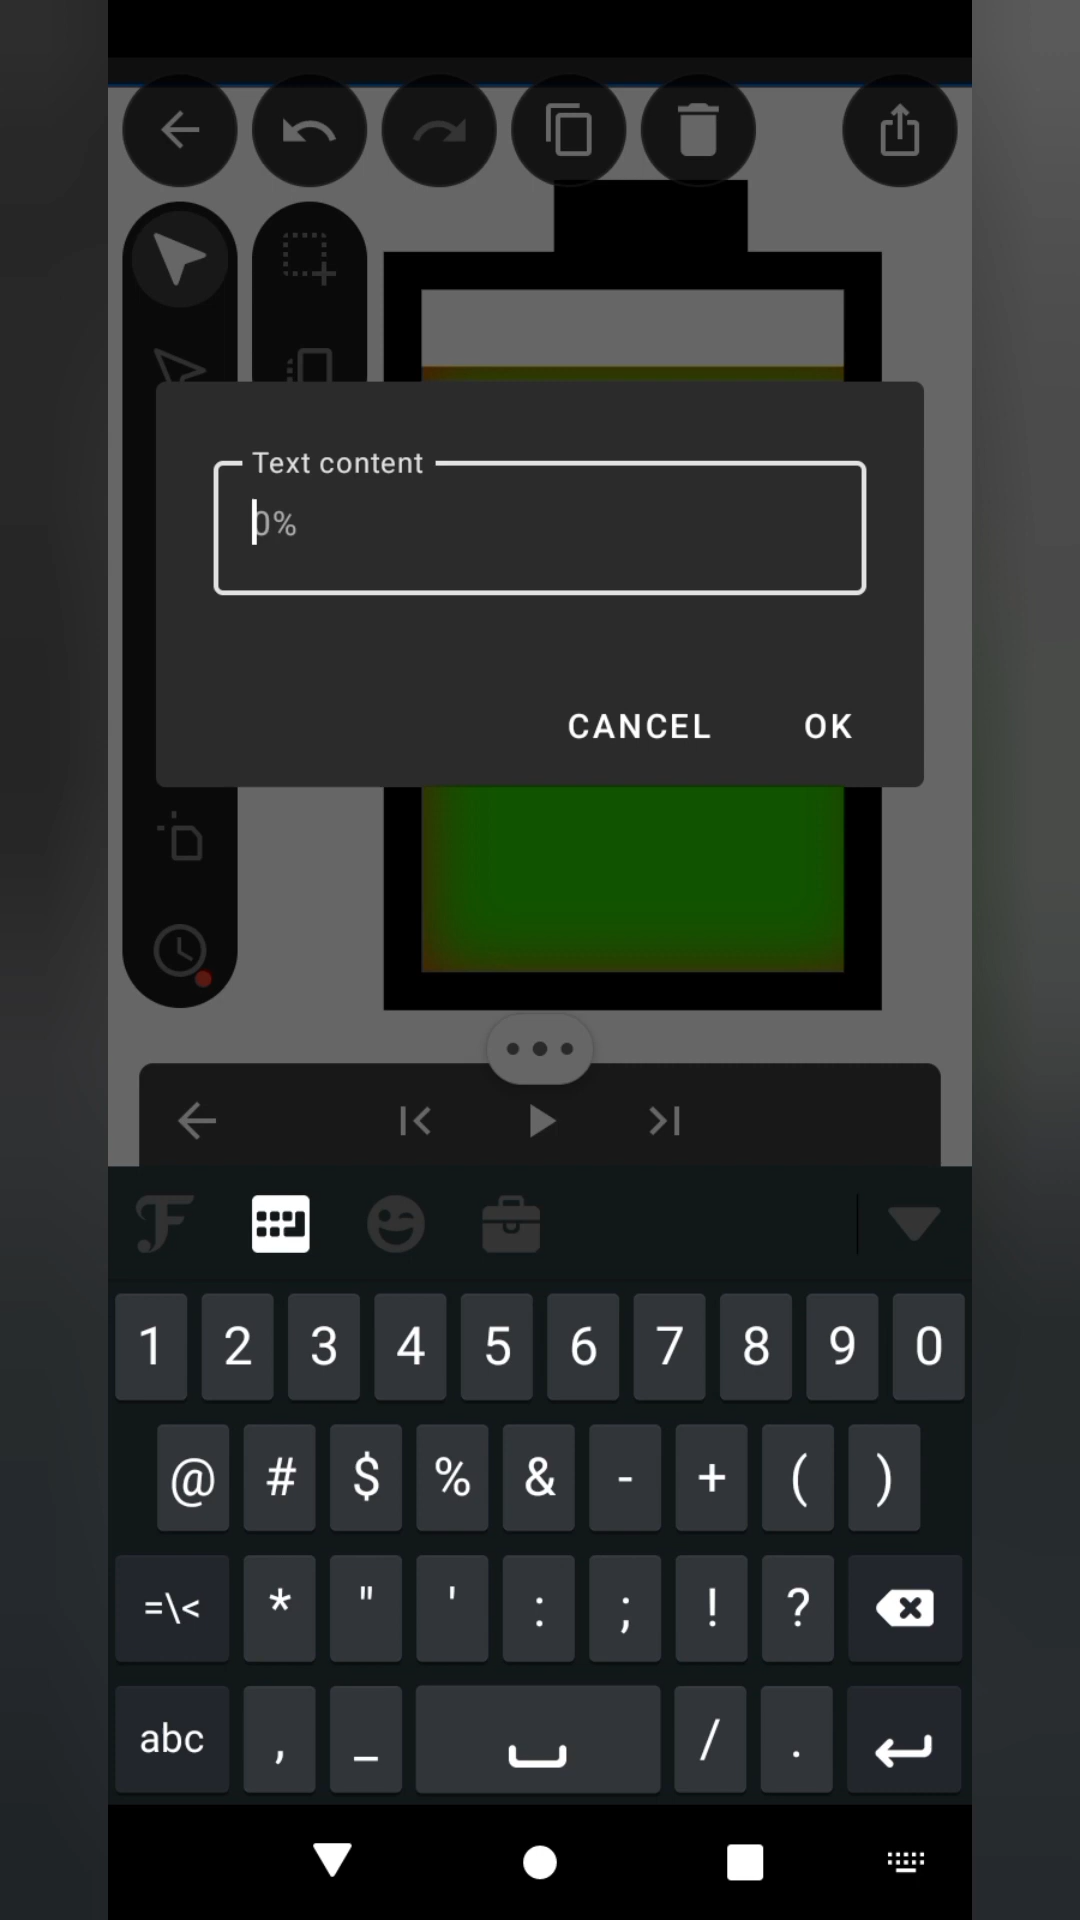 Text content
0%
CANCEL OK
1 2 3 4 5 6 7 8 9 0
@ # $ % & - + ( )
=\< * " ' : ; ! ?
abc , _ / .